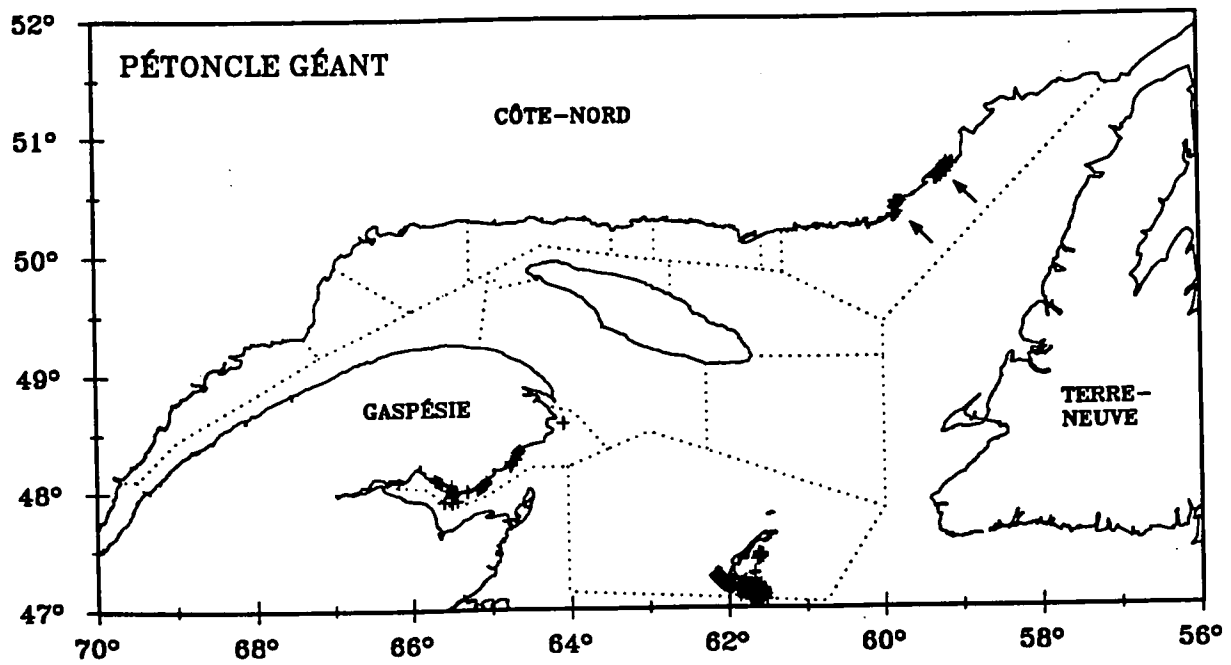 52°
PÉTONCLE GÉANT
CÔTE-NORD
51°
50°
49°
GASPÉSIE
TERRE-
NEUVE
48°
47°
70° 68° 66° 64° 62° 60° 58° 56°